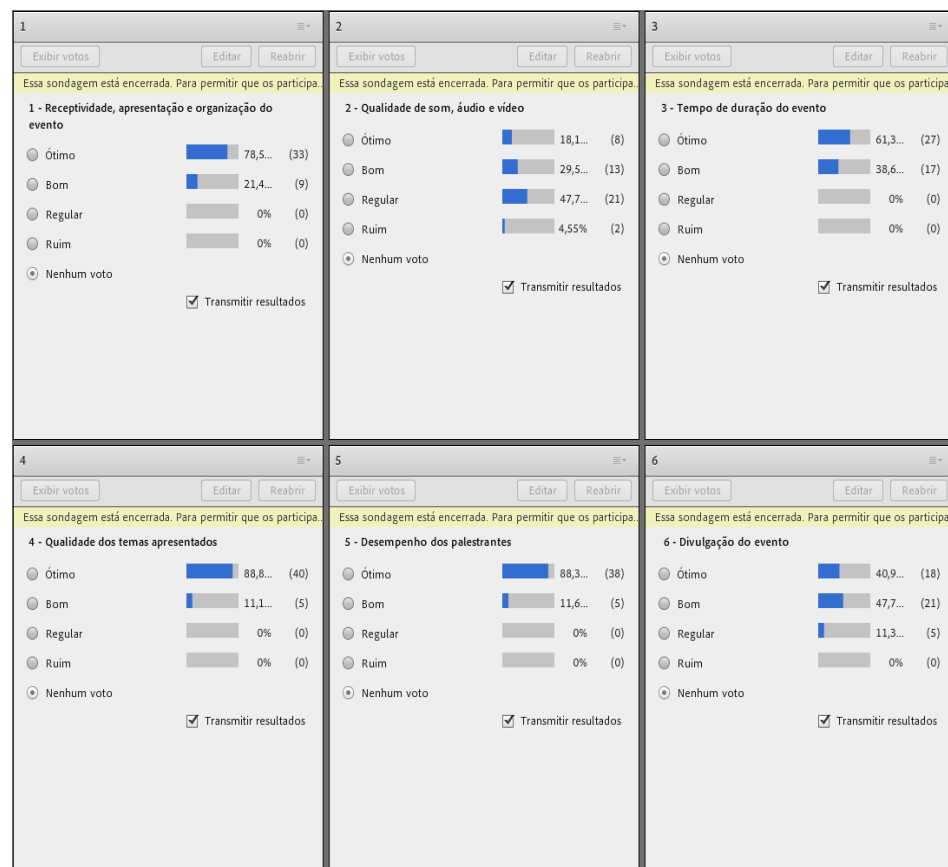 1
Exibir votos Editar Reabrir
Essa sondagem está encerrada. Para permitir que os participa...
1 - Receptividade, apresentação e organização do
evento
Ótimo 78,5... (33)
Bom 21,4... (9)
Regular 0% (0)
Ruim 0% (0)
Nenhum voto
Transmitir resultados
2
Exibir votos Editar Reabrir
Essa sondagem está encerrada. Para permitir que os participa...
2 - Qualidade de som, áudio e vídeo
Ótimo 18,1... (8)
Bom 29,5... (13)
Regular 47,7... (21)
Ruim 4,55% (2)
Nenhum voto
Transmitir resultados
3
Exibir votos Editar Reabrir
Essa sondagem está encerrada. Para permitir que os participa
3 - Tempo de duração do evento
Ótimo 61,3... (27)
Bom 38,6... (17)
Regular 0% (0)
Ruim 0% (0)
Nenhum voto
Transmitir resultados
4
Exibir votos Editar Reabrir
Essa sondagem está encerrada. Para permitir que os participa...
4 - Qualidade dos temas apresentados
Ótimo 88,8... (40)
Bom 11,1... (5)
Regular 0% (0)
Ruim 0% (0)
Nenhum voto
Transmitir resultados
5
Exibir votos Editar Reabrir
Essa sondagem está encerrada. Para permitir que os participa...
5 - Desempenho dos palestrantes
Ótimo 88,3... (38)
Bom 11,6... (5)
Regular 0% (0)
Ruim 0% (0)
Nenhum voto
Transmitir resultados
6
Exibir votos Editar Reabrir
Essa sondagem está encerrada. Para permitir que os participa
6 - Divulgação do evento
Ótimo 40,9... (18)
Bom 47,7... (21)
Regular 11,3... (5)
Ruim 0% (0)
Nenhum voto
Transmitir resultados